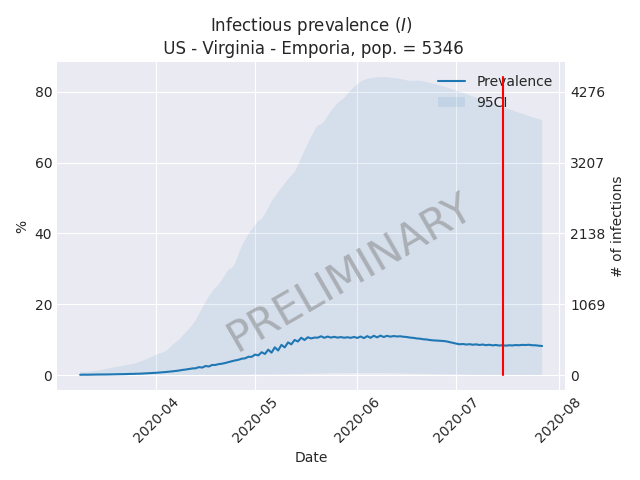 Infectious prevalence (I)
US - Virginia - Emporia, pop. = 5346
Prevalence
95CI
80
60
40
20
0
%
4276
3207
2138
1069
0
# of infections
PRELIMINARY
2020-04
2020-05
2020-06
2020-07
2020-08
Date